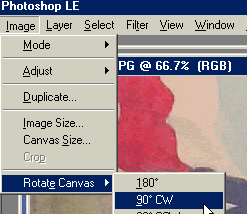 Photoshop LE
Image Layer Select Filter View Window
Mode
PG @ 66.7% (RGB)
Adjust
Duplicate...
Image Size...
Canvas Size...
Crop
Rotate Canvas
180°
90° CW